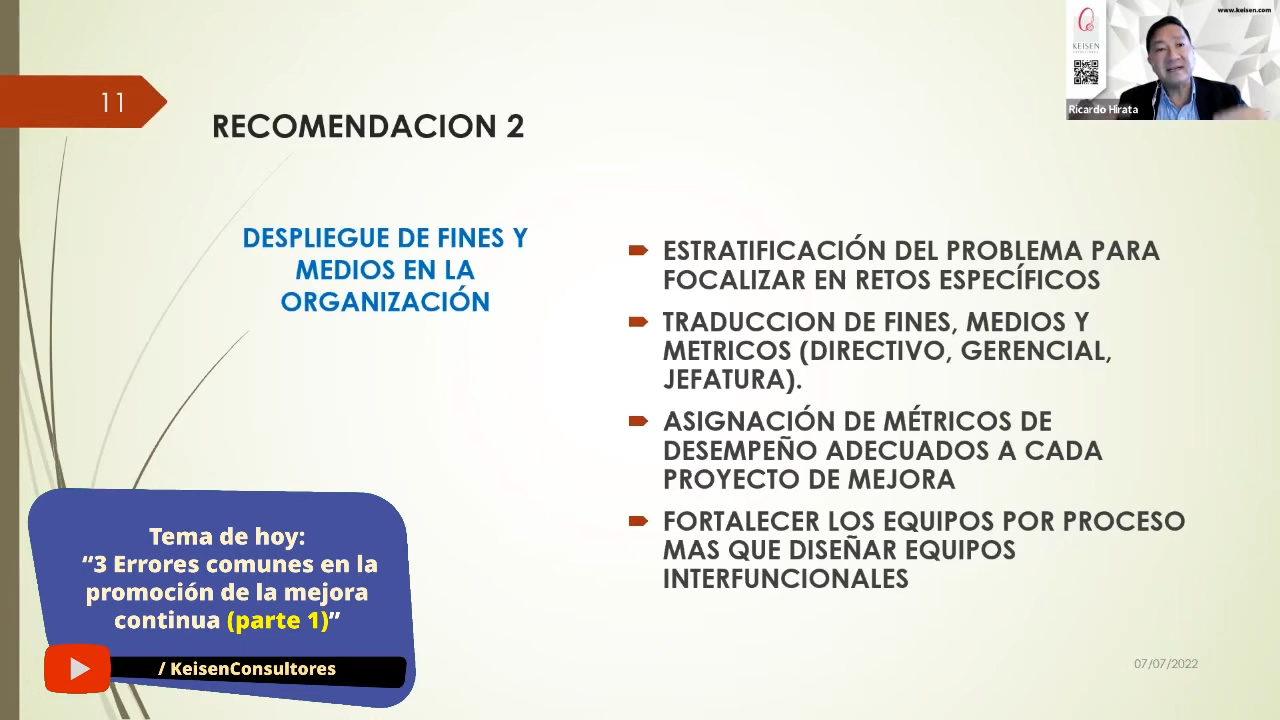 11
RECOMENDACION 2
DESPLIEGUE DE FINES Y
MEDIOS EN LA
ORGANIZACIÓN
ESTRATIFICACIÓN DEL PROBLEMA PARA
FOCALIZAR EN RETOS ESPECÍFICOS
TRADUCCION DE FINES, MEDIOS Y
METRICOS (DIRECTIVO, GERENCIAL,
JEFATURA).
ASIGNACIÓN DE MÉTRICOS DE
DESEMPEÑO ADECUADOS A CADA
PROYECTO DE MEJORA
FORTALECER LOS EQUIPOS POR PROCESO
MAS QUE DISEÑAR EQUIPOS
INTERFUNCIONALES
07/07/2022
Tema de hoy:
“3 Errores comunes en la
promoción de la mejora
continua (parte 1)”
/ KeisenConsultores
www.keisen.com
KEISEN
Ricardo Hirata